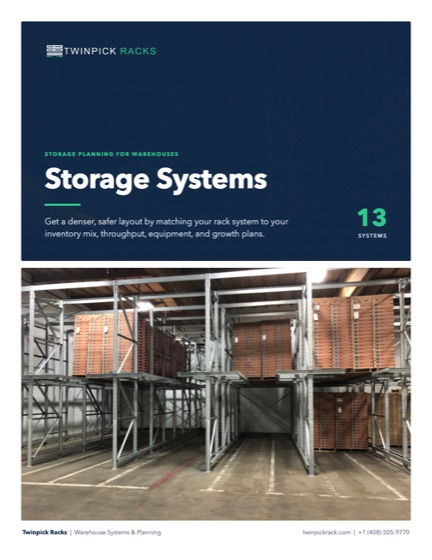 TWINPICK RACKS
STORAGE PLANNING FOR WAREHOUSES
Storage Systems
Get a denser, safer layout by matching your rack system to your
inventory mix, throughput, equipment, and growth plans.
13
SYSTEMS
Twinpick Racks | Warehouse Systems & Planning
twinpickrack.com | +1 (408) 505-9770